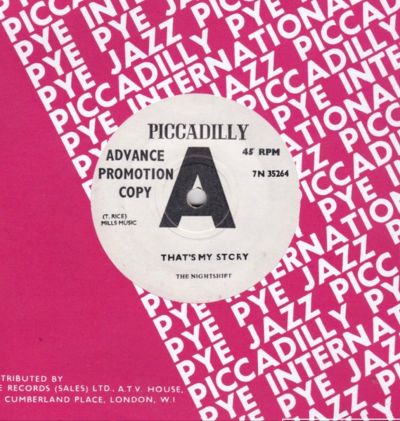 PYE JAZZ
PICCADILLY
PYE INTERNATIONAL
PYE JAZZ
PICCADILLY
PYE INTERNATIONAL
PICCADILLY
ADVANCE
PROMOTION
COPY
A
45 RPM
7N 35264
(T. RICE)
MILLS MUSIC
THAT'S MY STORY
THE NIGHTSHIFT
PYE INTERNATIONAL
PYE JAZZ
PICCADILLY
PYE INTERNATIONAL
PYE JAZZ
PICCADILLY
TRIBUTED BY
E RECORDS (SALES) LTD., A.T.V. HOUSE,
CUMBERLAND PLACE, LONDON, W.1